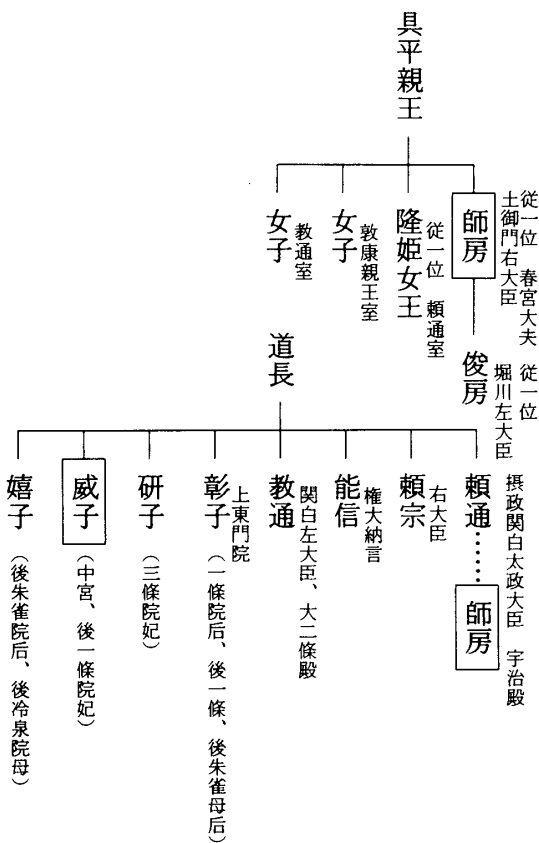 具平親王
従一位　春宮大夫
土御門右大臣
師房
従一位
堀川左大臣
俊房
従一位　頼通室
隆姫女王
敦康親王室
女子
教通室
女子
道長
摂政関白太政大臣　宇治殿
頼通……師房
右大臣
頼宗
権大納言
能信
関白左大臣、大二條殿
教通
上東門院
彰子（一條院后、後一條、後朱雀母后）
研子（三條院妃）
威子（中宮、後一條院妃）
嬉子（後朱雀院后、後冷泉院母）